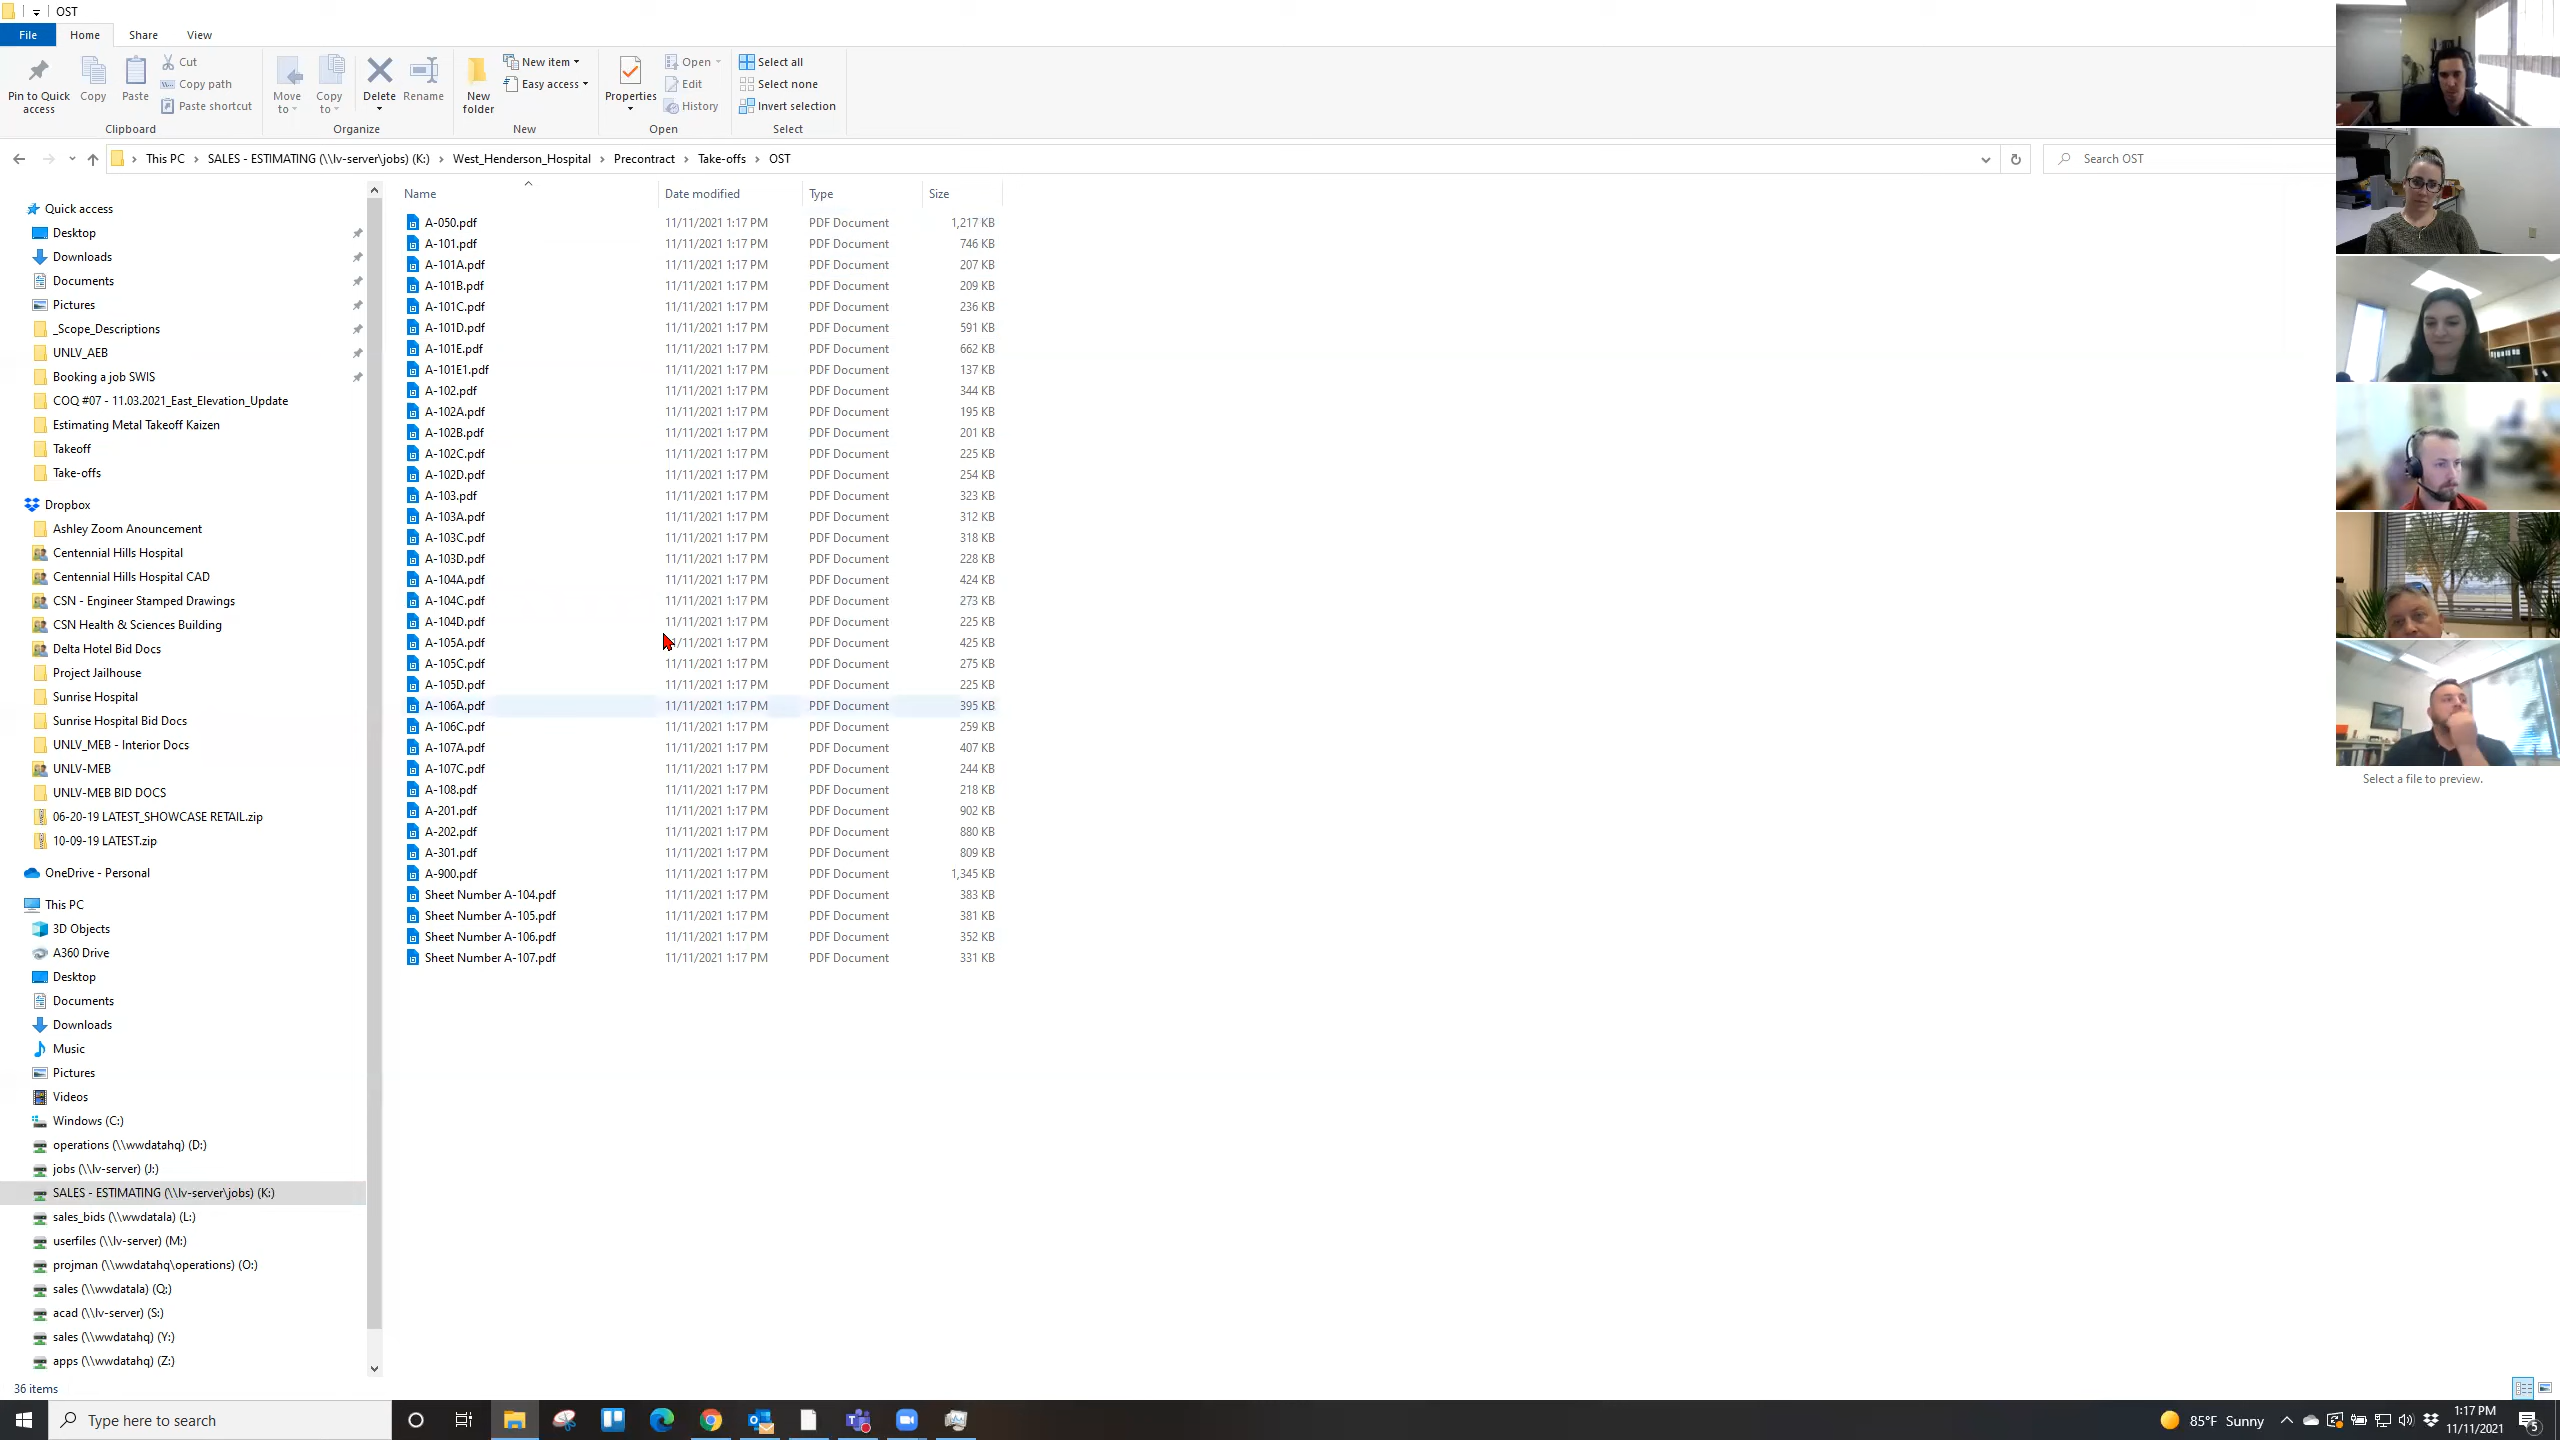 OST
File Home Share View
Pin to Quick access
Copy
Paste
Cut
Copy path
Paste shortcut
Clipboard
Move to
Copy to
Delete
Rename
Organize
New folder
New item
Easy access
New
Properties
Open
Edit
History
Open
Select all
Select none
Invert selection
Select
This PC > SALES - ESTIMATING (\\lv-server\jobs) (K:) > West_Henderson_Hospital > Precontract > Take-offs > OST
Search OST
Quick access
Desktop
Downloads
Documents
Pictures
_Scope_Descriptions
UNLV_AEB
Booking a job SWIS
COQ #07 - 11.03.2021_East_Elevation_Update
Estimating Metal Takeoff Kaizen
Takeoff
Take-offs
Dropbox
Ashley Zoom Anouncement
Centennial Hills Hospital
Centennial Hills Hospital CAD
CSN - Engineer Stamped Drawings
CSN Health & Sciences Building
Delta Hotel Bid Docs
Project Jailhouse
Sunrise Hospital
Sunrise Hospital Bid Docs
UNLV_MEB - Interior Docs
UNLV-MEB
UNLV-MEB BID DOCS
06-20-19 LATEST_SHOWCASE RETAIL.zip
10-09-19 LATEST.zip
OneDrive - Personal
This PC
3D Objects
A360 Drive
Desktop
Documents
Downloads
Music
Pictures
Videos
Windows (C:)
operations (\\wwdatahq) (D:)
jobs (\\lv-server) (J:)
SALES - ESTIMATING (\\lv-server\jobs) (K:)
sales_bids (\\wwdatala) (L:)
userfiles (\\lv-server) (M:)
projman (\\wwdatahq\operations) (O:)
sales (\\wwdatala) (Q:)
acad (\\lv-server) (S:)
sales (\\wwdatahq) (Y:)
apps (\\wwdatahq) (Z:)
Name Date modified Type Size
A-050.pdf 11/11/2021 1:17 PM PDF Document 1,217 KB
A-101.pdf 11/11/2021 1:17 PM PDF Document 746 KB
A-101A.pdf 11/11/2021 1:17 PM PDF Document 207 KB
A-101B.pdf 11/11/2021 1:17 PM PDF Document 209 KB
A-101C.pdf 11/11/2021 1:17 PM PDF Document 236 KB
A-101D.pdf 11/11/2021 1:17 PM PDF Document 591 KB
A-101E.pdf 11/11/2021 1:17 PM PDF Document 662 KB
A-101E1.pdf 11/11/2021 1:17 PM PDF Document 137 KB
A-102.pdf 11/11/2021 1:17 PM PDF Document 344 KB
A-102A.pdf 11/11/2021 1:17 PM PDF Document 195 KB
A-102B.pdf 11/11/2021 1:17 PM PDF Document 201 KB
A-102C.pdf 11/11/2021 1:17 PM PDF Document 225 KB
A-102D.pdf 11/11/2021 1:17 PM PDF Document 254 KB
A-103.pdf 11/11/2021 1:17 PM PDF Document 323 KB
A-103A.pdf 11/11/2021 1:17 PM PDF Document 312 KB
A-103C.pdf 11/11/2021 1:17 PM PDF Document 318 KB
A-103D.pdf 11/11/2021 1:17 PM PDF Document 228 KB
A-104A.pdf 11/11/2021 1:17 PM PDF Document 424 KB
A-104C.pdf 11/11/2021 1:17 PM PDF Document 273 KB
A-104D.pdf 11/11/2021 1:17 PM PDF Document 225 KB
A-105A.pdf 11/11/2021 1:17 PM PDF Document 425 KB
A-105C.pdf 11/11/2021 1:17 PM PDF Document 275 KB
A-105D.pdf 11/11/2021 1:17 PM PDF Document 225 KB
A-106A.pdf 11/11/2021 1:17 PM PDF Document 395 KB
A-106C.pdf 11/11/2021 1:17 PM PDF Document 259 KB
A-107A.pdf 11/11/2021 1:17 PM PDF Document 407 KB
A-107C.pdf 11/11/2021 1:17 PM PDF Document 244 KB
A-108.pdf 11/11/2021 1:17 PM PDF Document 218 KB
A-201.pdf 11/11/2021 1:17 PM PDF Document 902 KB
A-202.pdf 11/11/2021 1:17 PM PDF Document 880 KB
A-301.pdf 11/11/2021 1:17 PM PDF Document 809 KB
A-900.pdf 11/11/2021 1:17 PM PDF Document 1,345 KB
Sheet Number A-104.pdf 11/11/2021 1:17 PM PDF Document 383 KB
Sheet Number A-105.pdf 11/11/2021 1:17 PM PDF Document 381 KB
Sheet Number A-106.pdf 11/11/2021 1:17 PM PDF Document 352 KB
Sheet Number A-107.pdf 11/11/2021 1:17 PM PDF Document 331 KB
Select a file to preview.
36 items
Type here to search
85°F Sunny
1:17 PM
11/11/2021
5